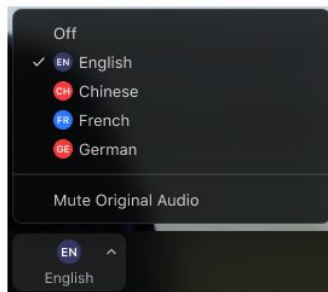 Off
EN English
CH Chinese
FR French
GE German
Mute Original Audio
EN
English